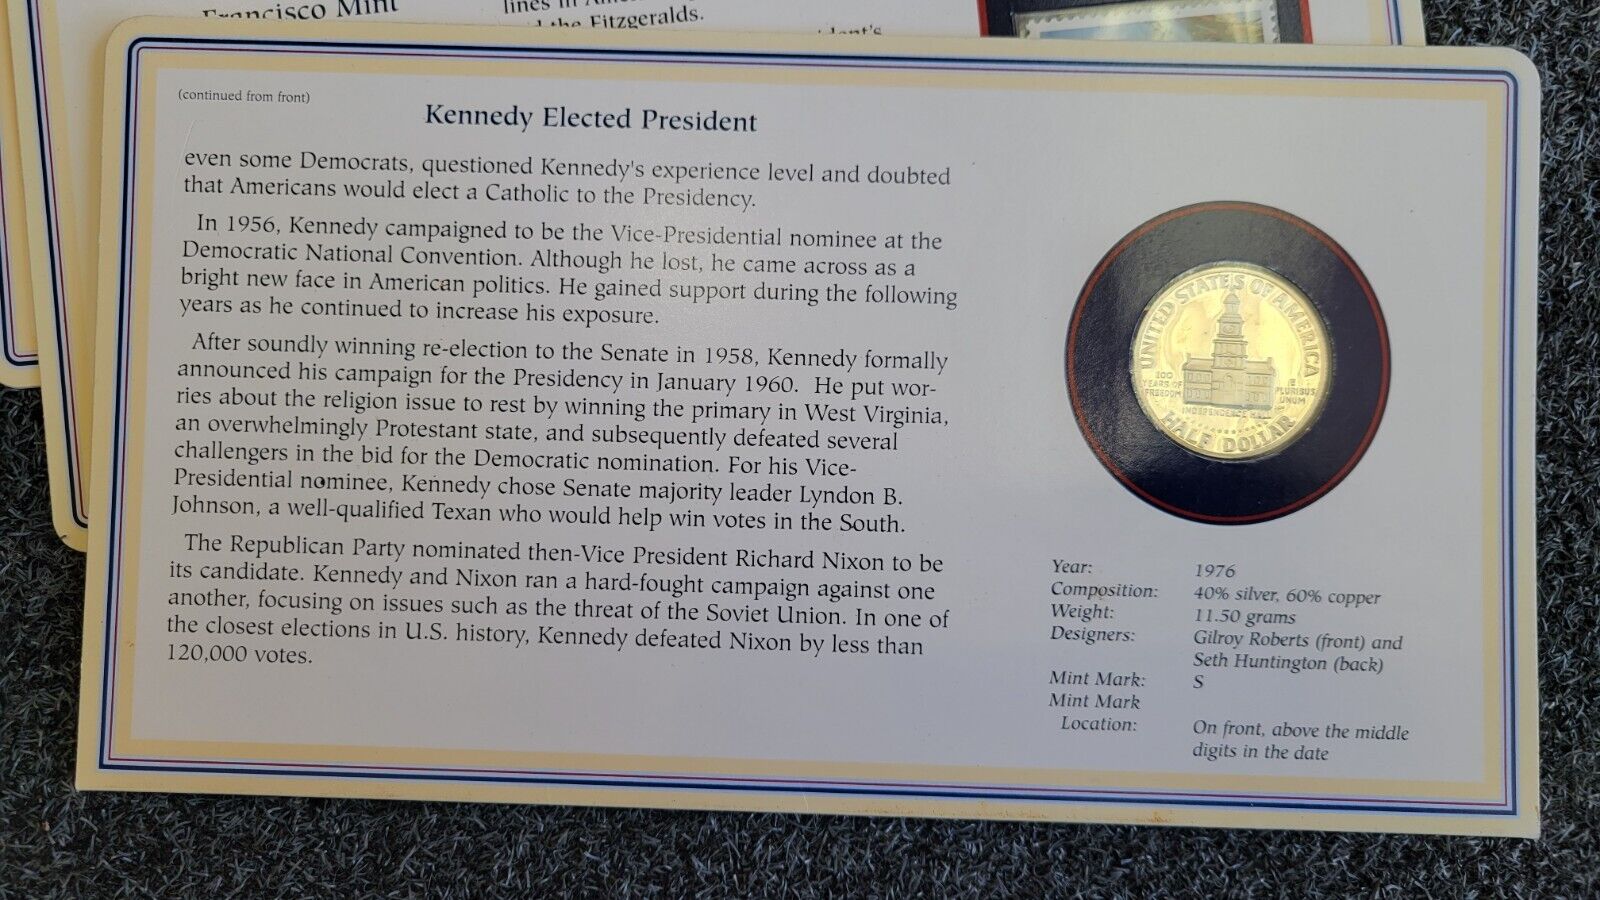 Francisco Mint
lines in
the Fitzgeralds.
(continued from front)
Kennedy Elected President
even some Democrats, questioned Kennedy's experience level and doubted
that Americans would elect a Catholic to the Presidency.
In 1956, Kennedy campaigned to be the Vice-Presidential nominee at the
Democratic National Convention. Although he lost, he came across as a
bright new face in American politics. He gained support during the following
years as he continued to increase his exposure.
After soundly winning re-election to the Senate in 1958, Kennedy formally
announced his campaign for the Presidency in January 1960. He put wor-
ries about the religion issue to rest by winning the primary in West Virginia,
an overwhelmingly Protestant state, and subsequently defeated several
challengers in the bid for the Democratic nomination. For his Vice-
Presidential nominee, Kennedy chose Senate majority leader Lyndon B.
Johnson, a well-qualified Texan who would help win votes in the South.
The Republican Party nominated then-Vice President Richard Nixon to be
its candidate. Kennedy and Nixon ran a hard-fought campaign against one
another, focusing on issues such as the threat of the Soviet Union. In one of
the closest elections in U.S. history, Kennedy defeated Nixon by less than
120,000 votes.
UNITED STATES OF AMERICA
200
YEARS OF
FREEDOM
E
PLURIBUS
UNUM
INDEPENDENCE HALL
HALF DOLLAR
Year: 1976
Composition: 40% silver, 60% copper
Weight: 11.50 grams
Designers: Gilroy Roberts (front) and
Seth Huntington (back)
Mint Mark: S
Mint Mark
Location: On front, above the middle
digits in the date